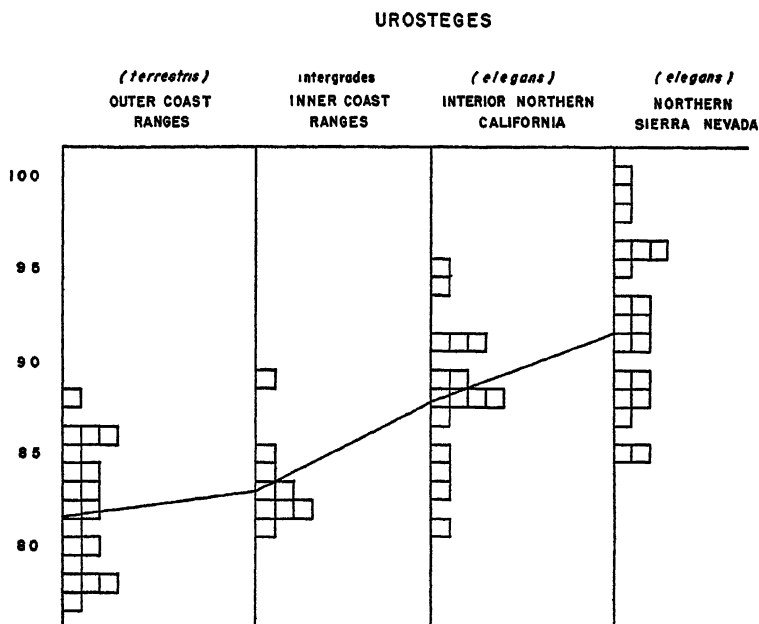 UROSTEGES
(terrestris)
OUTER COAST
RANGES
intergrades
INNER COAST
RANGES
(elegans)
INTERIOR NORTHERN
CALIFORNIA
(elegans)
NORTHERN
SIERRA NEVADA
100
95
90
85
80